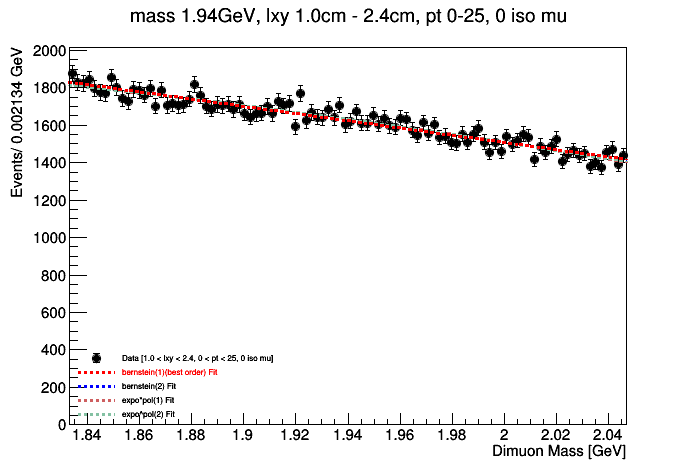 mass 1.94GeV, lxy 1.0cm - 2.4cm, pt 0-25, 0 iso mu
Events/ 0.002134 GeV
2000
1800
1600
1400
1200
1000
800
600
400
200
0
Data [1.0 < lxy < 2.4, 0 < pt < 25, 0 iso mu]
bernstein(1)(best order) Fit
bernstein(2) Fit
expo*pol(1) Fit
expo*pol(2) Fit
1.84 1.86 1.88 1.9 1.92 1.94 1.96 1.98 2 2.02 2.04
Dimuon Mass [GeV]